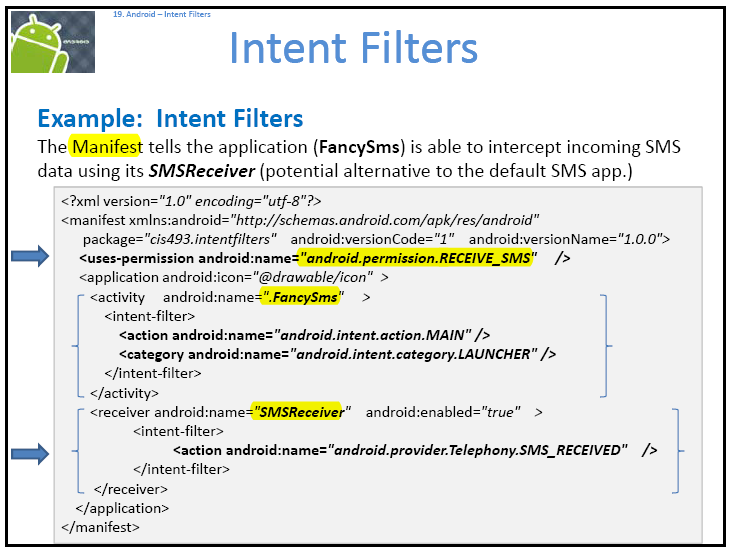 19. Android – Intent Filters
ANDROID
Intent Filters
Example: Intent Filters
The Manifest tells the application (FancySms) is able to intercept incoming SMS
data using its SMSReceiver (potential alternative to the default SMS app.)
<?xml version="1.0" encoding="utf-8"?>
<manifest xmlns:android="http://schemas.android.com/apk/res/android"
package="cis493.intentfilters" android:versionCode="1" android:versionName="1.0.0">
<uses-permission android:name="android.permission.RECEIVE_SMS" />
<application android:icon="@drawable/icon" >
<activity android:name=".FancySms" >
<intent-filter>
<action android:name="android.intent.action.MAIN" />
<category android:name="android.intent.category.LAUNCHER" />
</intent-filter>
</activity>
<receiver android:name="SMSReceiver" android:enabled="true" >
<intent-filter>
<action android:name="android.provider.Telephony.SMS_RECEIVED" />
</intent-filter>
</receiver>
</application>
</manifest>